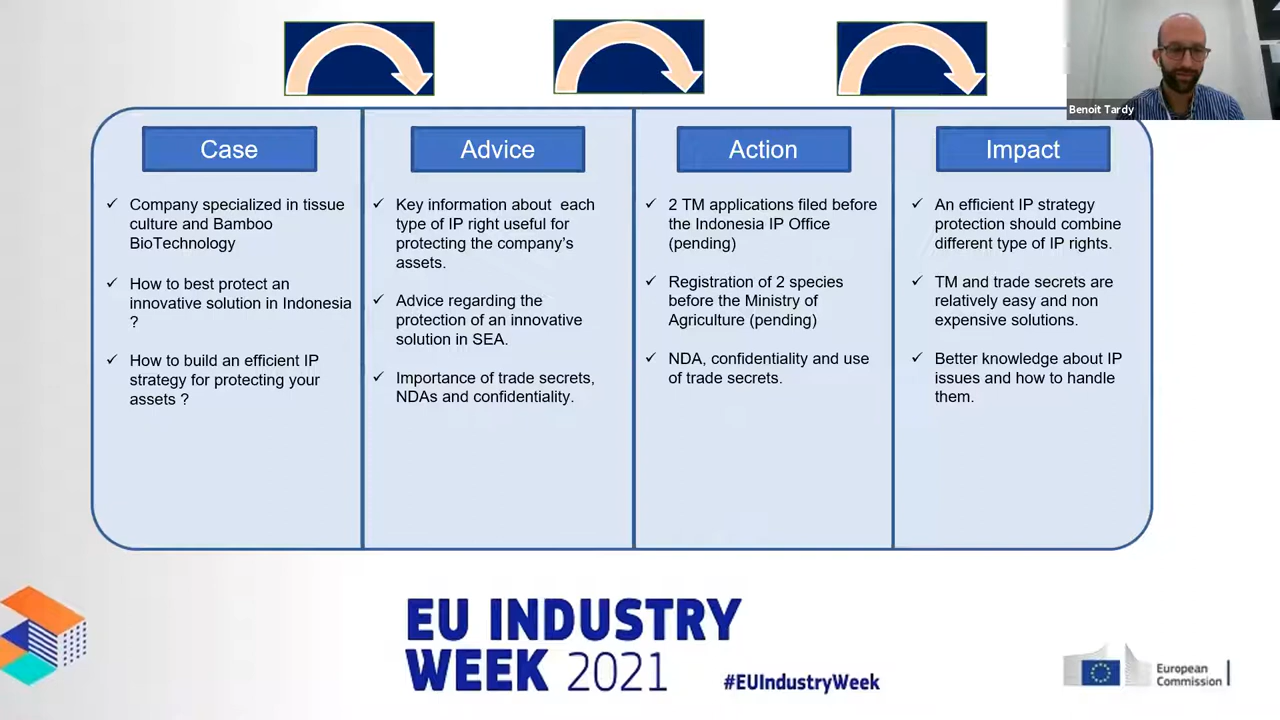 Benoit Tardy
Case
Company specialized in tissue
culture and Bamboo
BioTechnology
How to best protect an
innovative solution in Indonesia
?
How to build an efficient IP
strategy for protecting your
assets ?
Advice
Key information about each
type of IP right useful for
protecting the company's
assets.
Advice regarding the
protection of an innovative
solution in SEA.
Importance of trade secrets,
NDAs and confidentiality.
Action
2 TM applications filed before
the Indonesia IP Office
(pending)
Registration of 2 species
before the Ministry of
Agriculture (pending)
NDA, confidentiality and use
of trade secrets.
Impact
An efficient IP strategy
protection should combine
different type of IP rights.
TM and trade secrets are
relatively easy and non
expensive solutions.
Better knowledge about IP
issues and how to handle
them.
EU INDUSTRY
WEEK 2021
#EUIndustryWeek
European
Commission